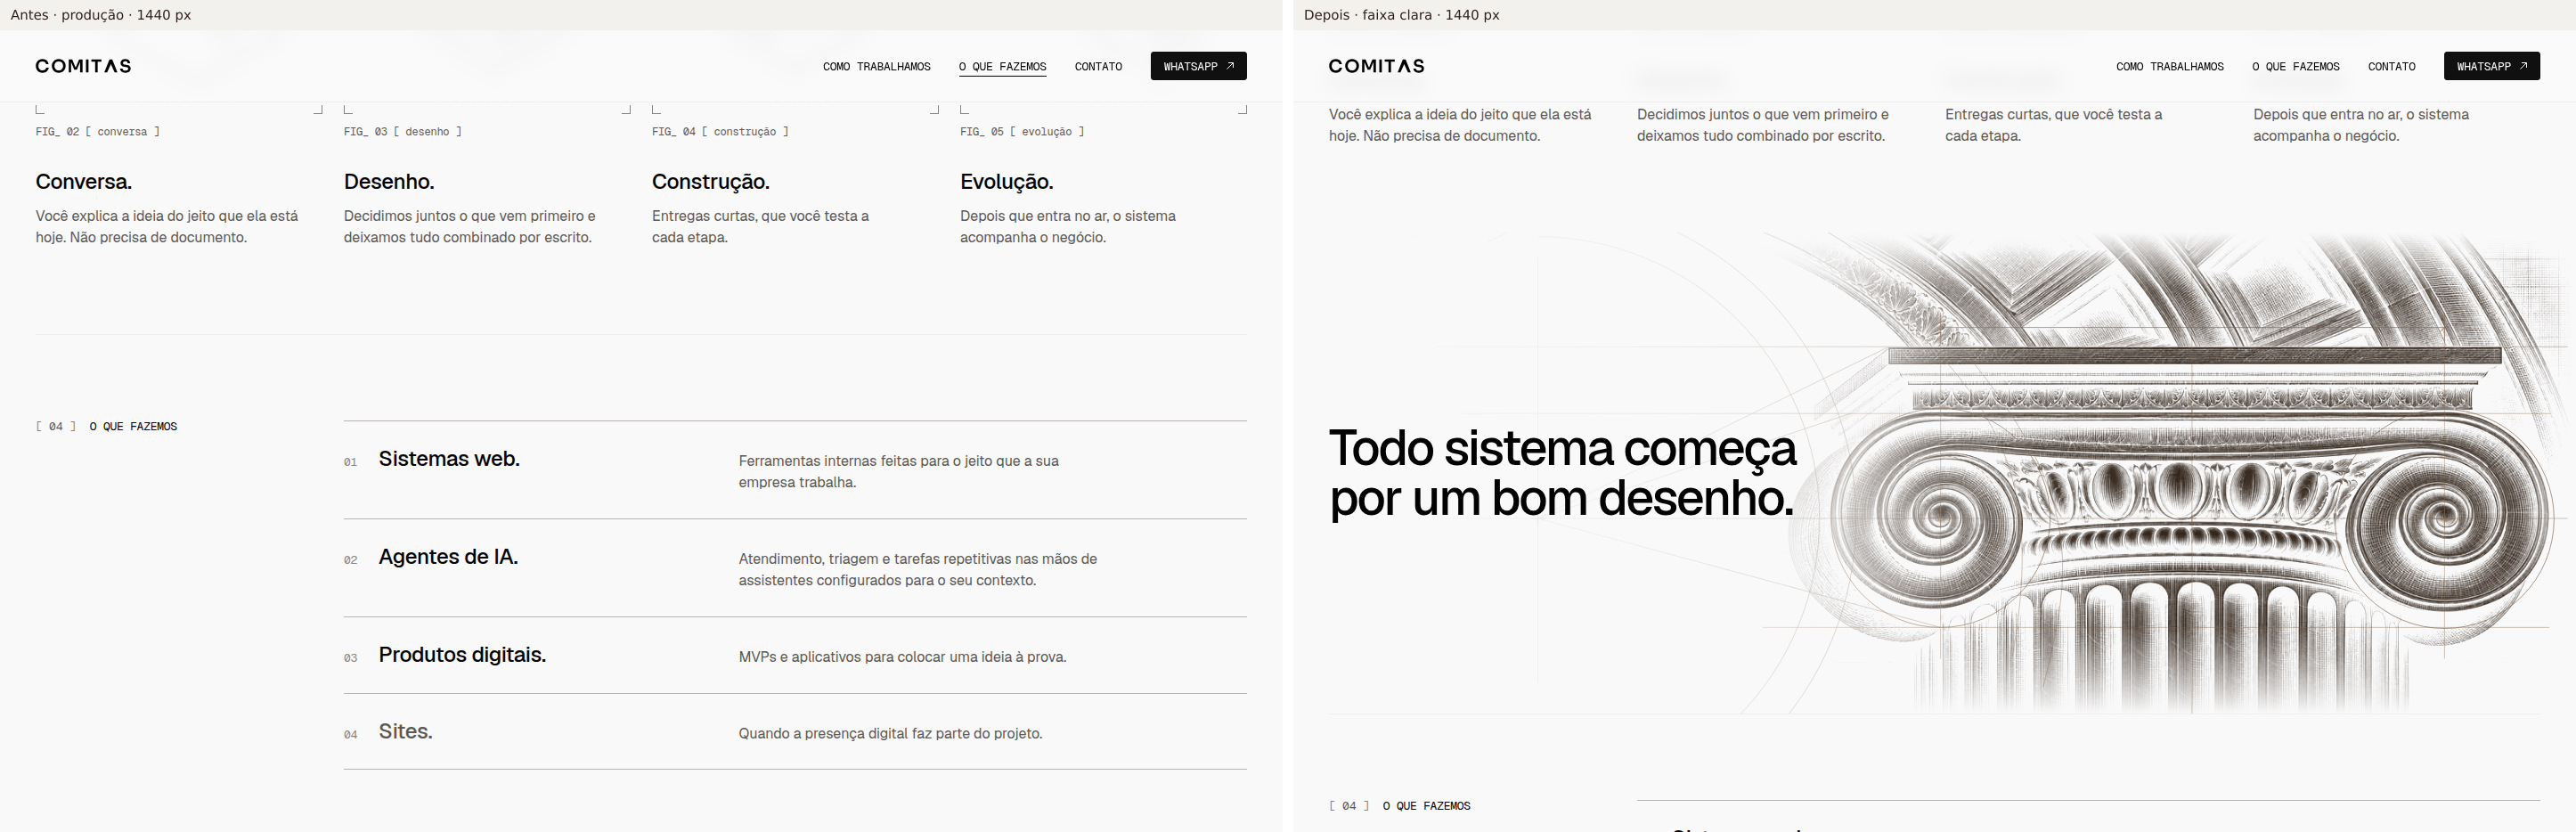 Antes · produção · 1440 px
COMITAS
COMO TRABALHAMOS
O QUE FAZEMOS
CONTATO
WHATSAPP ↗
FIG_ 02 [ conversa ]
FIG_ 03 [ desenho ]
FIG_ 04 [ construção ]
FIG_ 05 [ evolução ]
Conversa.
Você explica a ideia do jeito que ela está
hoje. Não precisa de documento.
Desenho.
Decidimos juntos o que vem primeiro e
deixamos tudo combinado por escrito.
Construção.
Entregas curtas, que você testa a
cada etapa.
Evolução.
Depois que entra no ar, o sistema
acompanha o negócio.
[ 04 ] O QUE FAZEMOS
01 Sistemas web.
Ferramentas internas feitas para o jeito que a sua
empresa trabalha.
02 Agentes de IA.
Atendimento, triagem e tarefas repetitivas nas mãos de
assistentes configurados para o seu contexto.
03 Produtos digitais.
MVPs e aplicativos para colocar uma ideia à prova.
04 Sites.
Quando a presença digital faz parte do projeto.
Depois · faixa clara · 1440 px
COMITAS
COMO TRABALHAMOS
O QUE FAZEMOS
CONTATO
WHATSAPP ↗
Você explica a ideia do jeito que ela está
hoje. Não precisa de documento.
Decidimos juntos o que vem primeiro e
deixamos tudo combinado por escrito.
Entregas curtas, que você testa a
cada etapa.
Depois que entra no ar, o sistema
acompanha o negócio.
Todo sistema começa
por um bom desenho.
[ 04 ] O QUE FAZEMOS